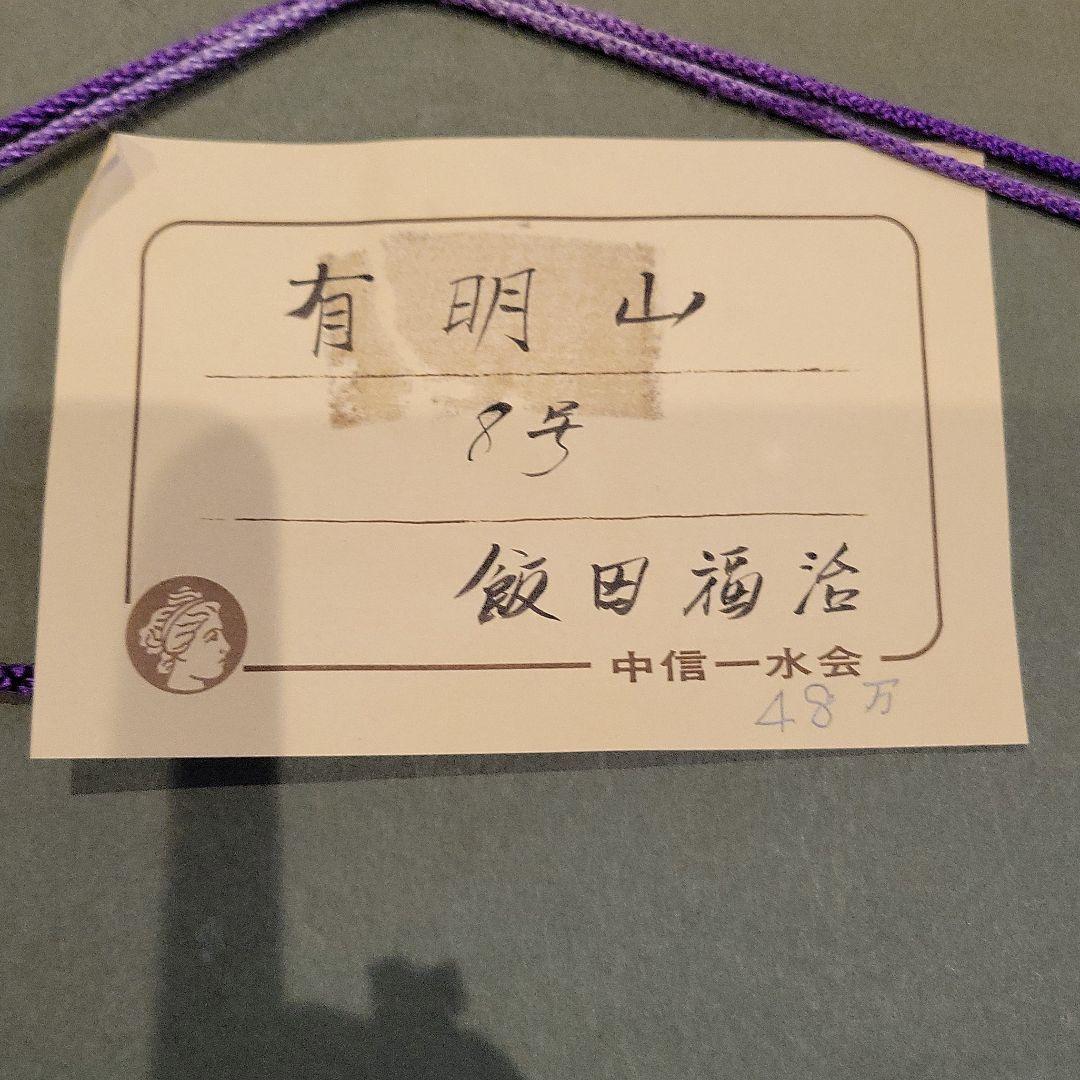 有明山
8号
飯田福治
中信一水会
48万